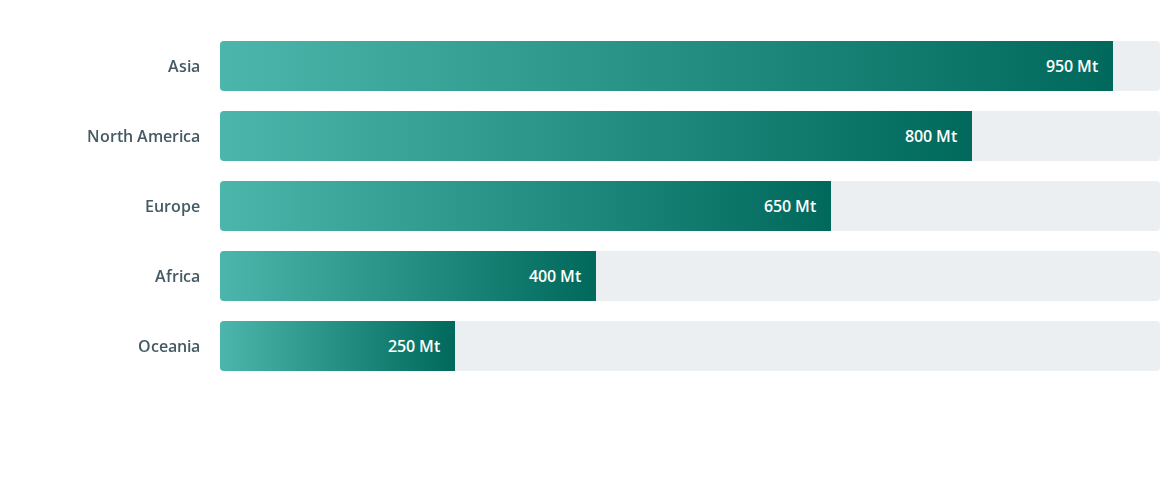 Asia 950 Mt
North America 800 Mt
Europe 650 Mt
Africa 400 Mt
Oceania 250 Mt